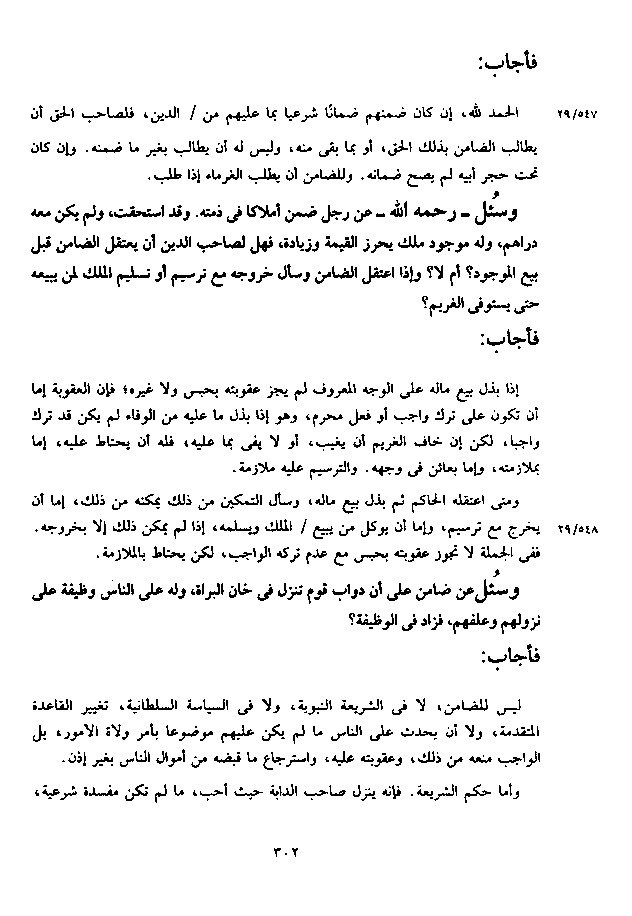 فأجاب:
الحمد لله، إن كان ضمنهم ضمانًا شرعيا بما عليهم من / الدين، فلصاحب الحق أن
٢٩/٥٤٧
يطالب الضامن بذلك الحق، أو بما بقى منه، وليس له أن يطالب بغير ما ضمنه. وإن كان
تحت حجر أبيه لم يصح ضمانه. وللضامن أن يطلب الغرماء إذا طلب.
وسُئل ـ رحمه الله ـ عن رجل ضمن أملاكا فى ذمته. وقد استحقت، ولم يكن معه
دراهم، وله موجود ملك يحرز القيمة وزيادة، فهل لصاحب الدين أن يعتقل الضامن قبل
بيع الموجود؟ أم لا؟ وإذا اعتقل الضامن وسأل خروجه مع ترسيم أو تسليم الملك لمن يبيعه
حتى يستوفى الغريم؟
فأجاب:
إذا بذل بيع ماله على الوجه المعروف لم يجز عقوبته بحبس ولا غيره؛ فإن العقوبة إما
أن تكون على ترك واجب أو فعل محرم، وهو إذا بذل ما عليه من الوفاء لم يكن قد ترك
واجبا، لكن إن خاف الغريم أن يغيب، أو لا يفى بما عليه، فله أن يحتاط عليه، إما
بملازمته، وإما بعائن فى وجهه. والترسيم عليه ملازمة.
ومتى اعتقله الحاكم ثم بذل بيع ماله، وسأل التمكين من ذلك يمكنه من ذلك، إما أن
يخرج مع ترسيم، وإما أن يوكل من يبيع / الملك ويسلمه، إذا لم يمكن ذلك إلا بخروجه.
٢٩/٥٤٨
ففى الجملة لا تجوز عقوبته بحبس مع عدم تركه الواجب، لكن يحتاط بالملازمة.
وسُئل عن ضامن على أن دواب قوم تنزل فى خان البراة، وله على الناس وظيفة على
نزولهم وعلفهم، فزاد فى الوظيفة؟
فأجاب:
ليس للضامن، لا فى الشريعة النبوية، ولا فى السياسة السلطانية، تغيير القاعدة
المتقدمة، ولا أن يحدث على الناس ما لم يكن عليهم موضوعا بأمر ولاة الأمور، بل
الواجب منعه من ذلك، وعقوبته عليه، واسترجاع ما قبضه من أموال الناس بغير إذن.
وأما حكم الشريعة. فإنه ينزل صاحب الدابة حيث أحب، ما لم تكن مفسدة شرعية،
٣٠٢